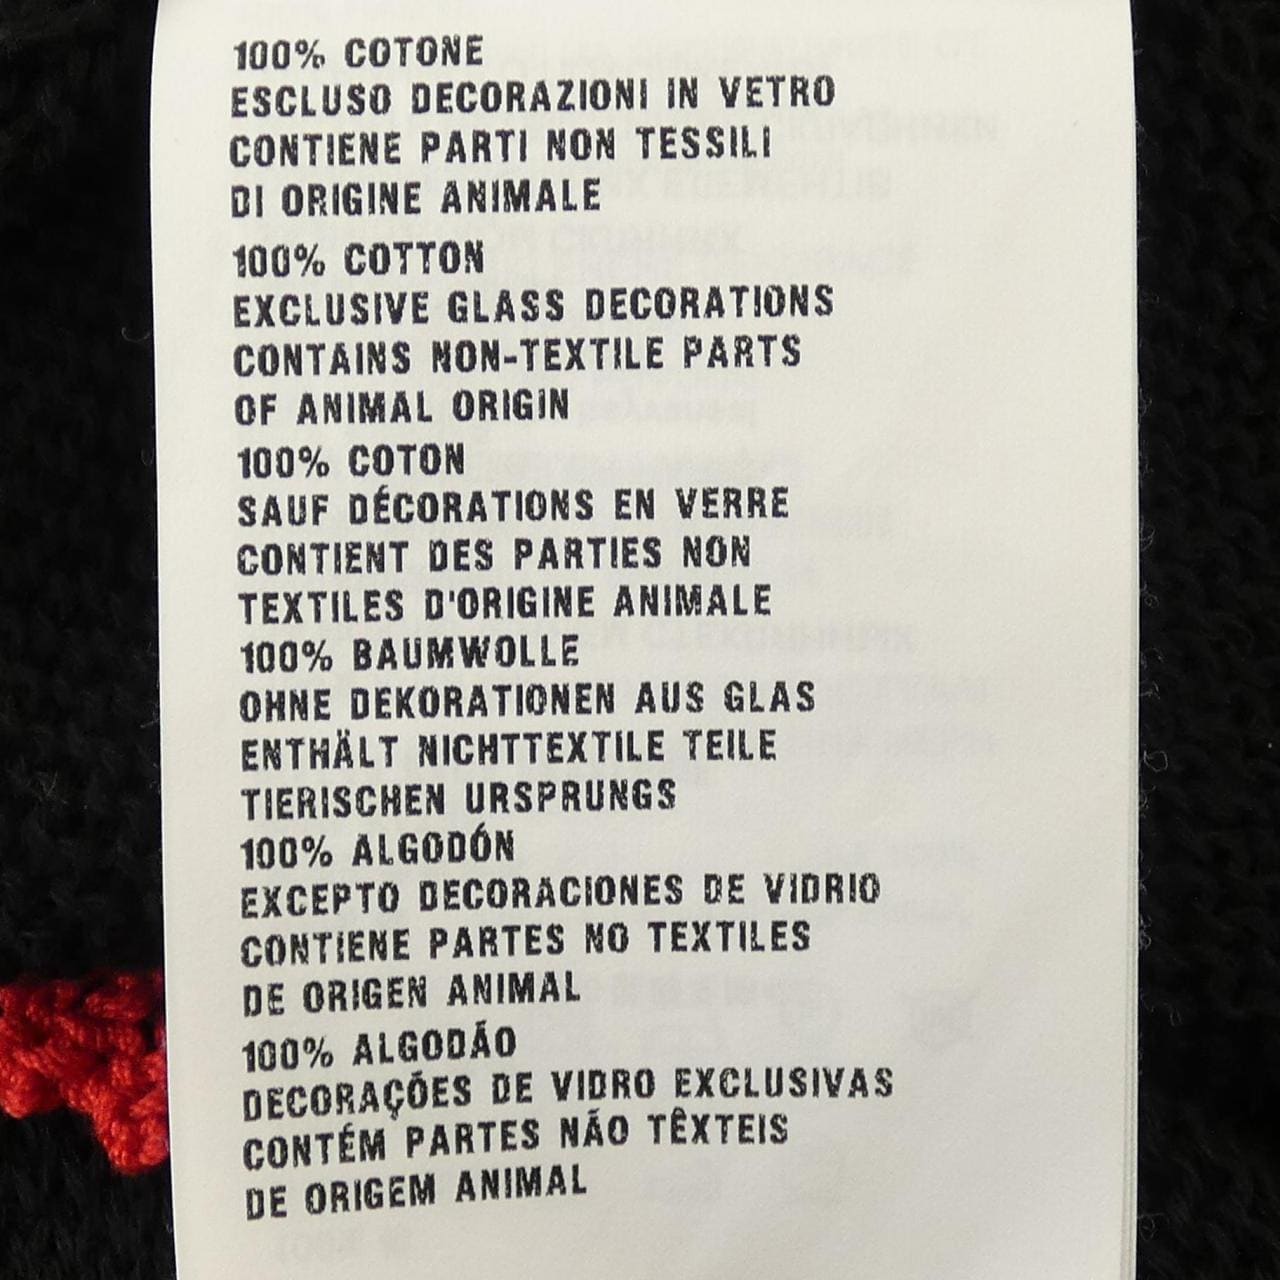 100% COTONE
ESCLUSO DECORAZIONI IN VETRO
CONTIENE PARTI NON TESSILI
DI ORIGINE ANIMALE
100% COTTON
EXCLUSIVE GLASS DECORATIONS
CONTAINS NON-TEXTILE PARTS
OF ANIMAL ORIGIN
100% COTON
SAUF DÉCORATIONS EN VERRE
CONTIENT DES PARTIES NON
TEXTILES D'ORIGINE ANIMALE
100% BAUMWOLLE
OHNE DEKORATIONEN AUS GLAS
ENTHÄLT NICHTTEXTILE TEILE
TIERISCHEN URSPRUNGS
100% ALGODÓN
EXCEPTO DECORACIONES DE VIDRIO
CONTIENE PARTES NO TEXTILES
DE ORIGEN ANIMAL
100% ALGODÃO
DECORAÇÕES DE VIDRO EXCLUSIVAS
CONTÉM PARTES NÃO TÊXTEIS
DE ORIGEM ANIMAL